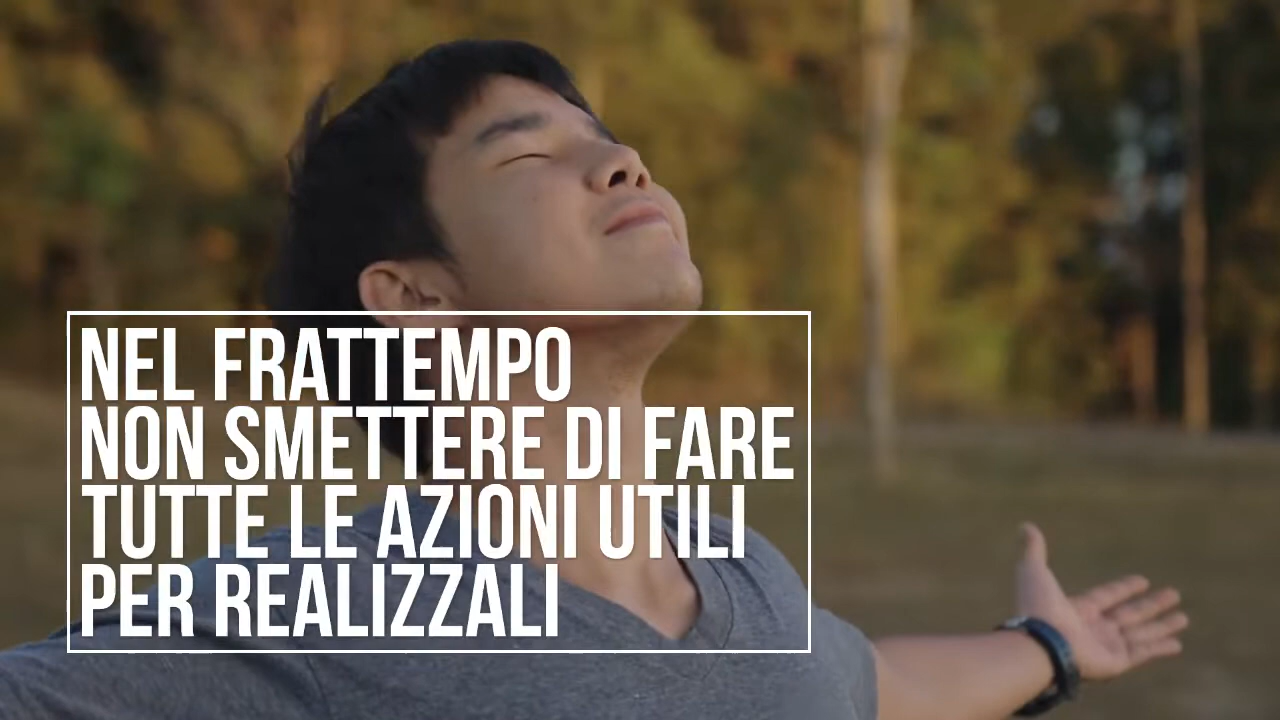 NEL FRATTEMPO
NON SMETTERE DI FARE
TUTTE LE AZIONI UTILI
PER REALIZZALI